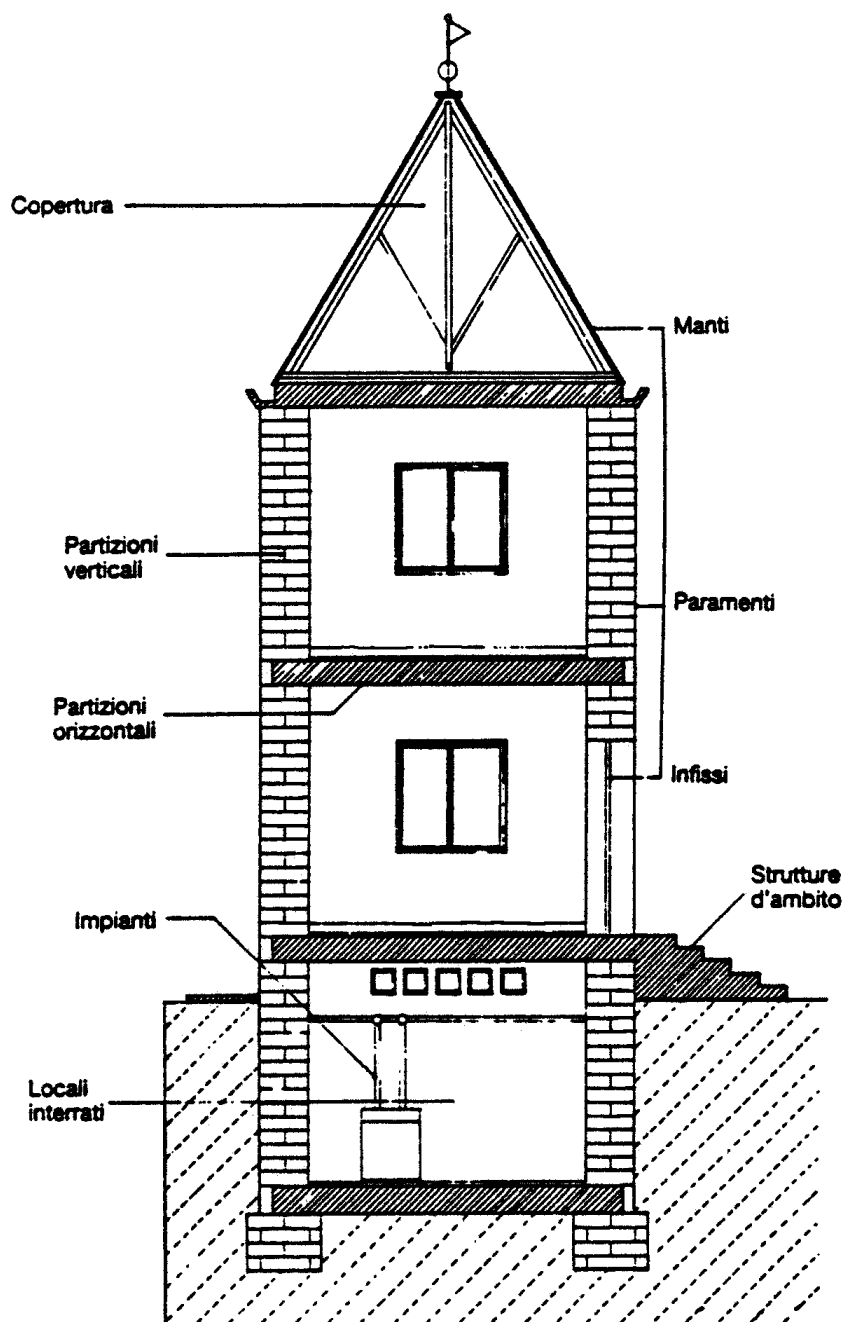 Copertura
Manti
Partizioni
verticali
Paramenti
Partizioni
orizzontali
Infissi
Strutture
d'ambito
Impianti
Locali
interrati